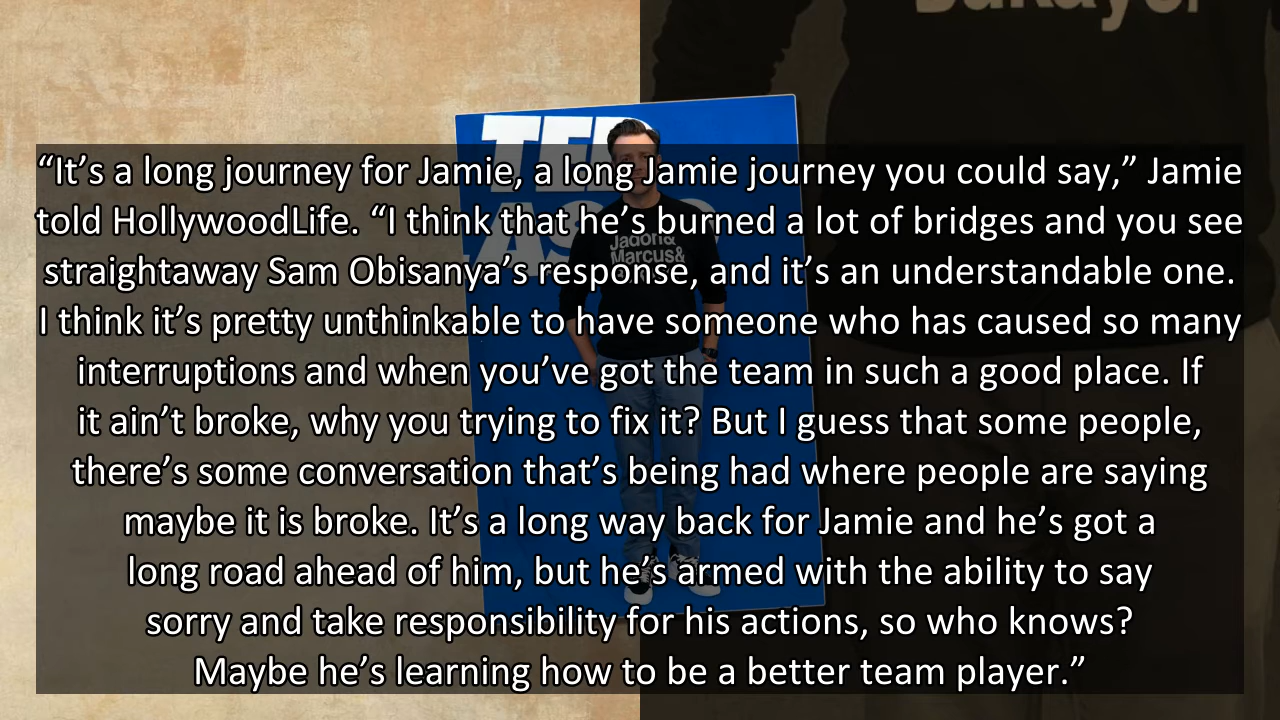 Bukayo!
TED
“It’s a long journey for Jamie, a long Jamie journey you could say,” Jamie
told HollywoodLife. “I think that he’s burned a lot of bridges and you see
straightaway Sam Obisanya’s response, and it’s an understandable one.
I think it’s pretty unthinkable to have someone who has caused so many
interruptions and when you’ve got the team in such a good place. If
it ain’t broke, why you trying to fix it? But I guess that some people,
there’s some conversation that’s being had where people are saying
maybe it is broke. It’s a long way back for Jamie and he’s got a
long road ahead of him, but he’s armed with the ability to say
sorry and take responsibility for his actions, so who knows?
Maybe he’s learning how to be a better team player.”
Jadon&
Marcus&